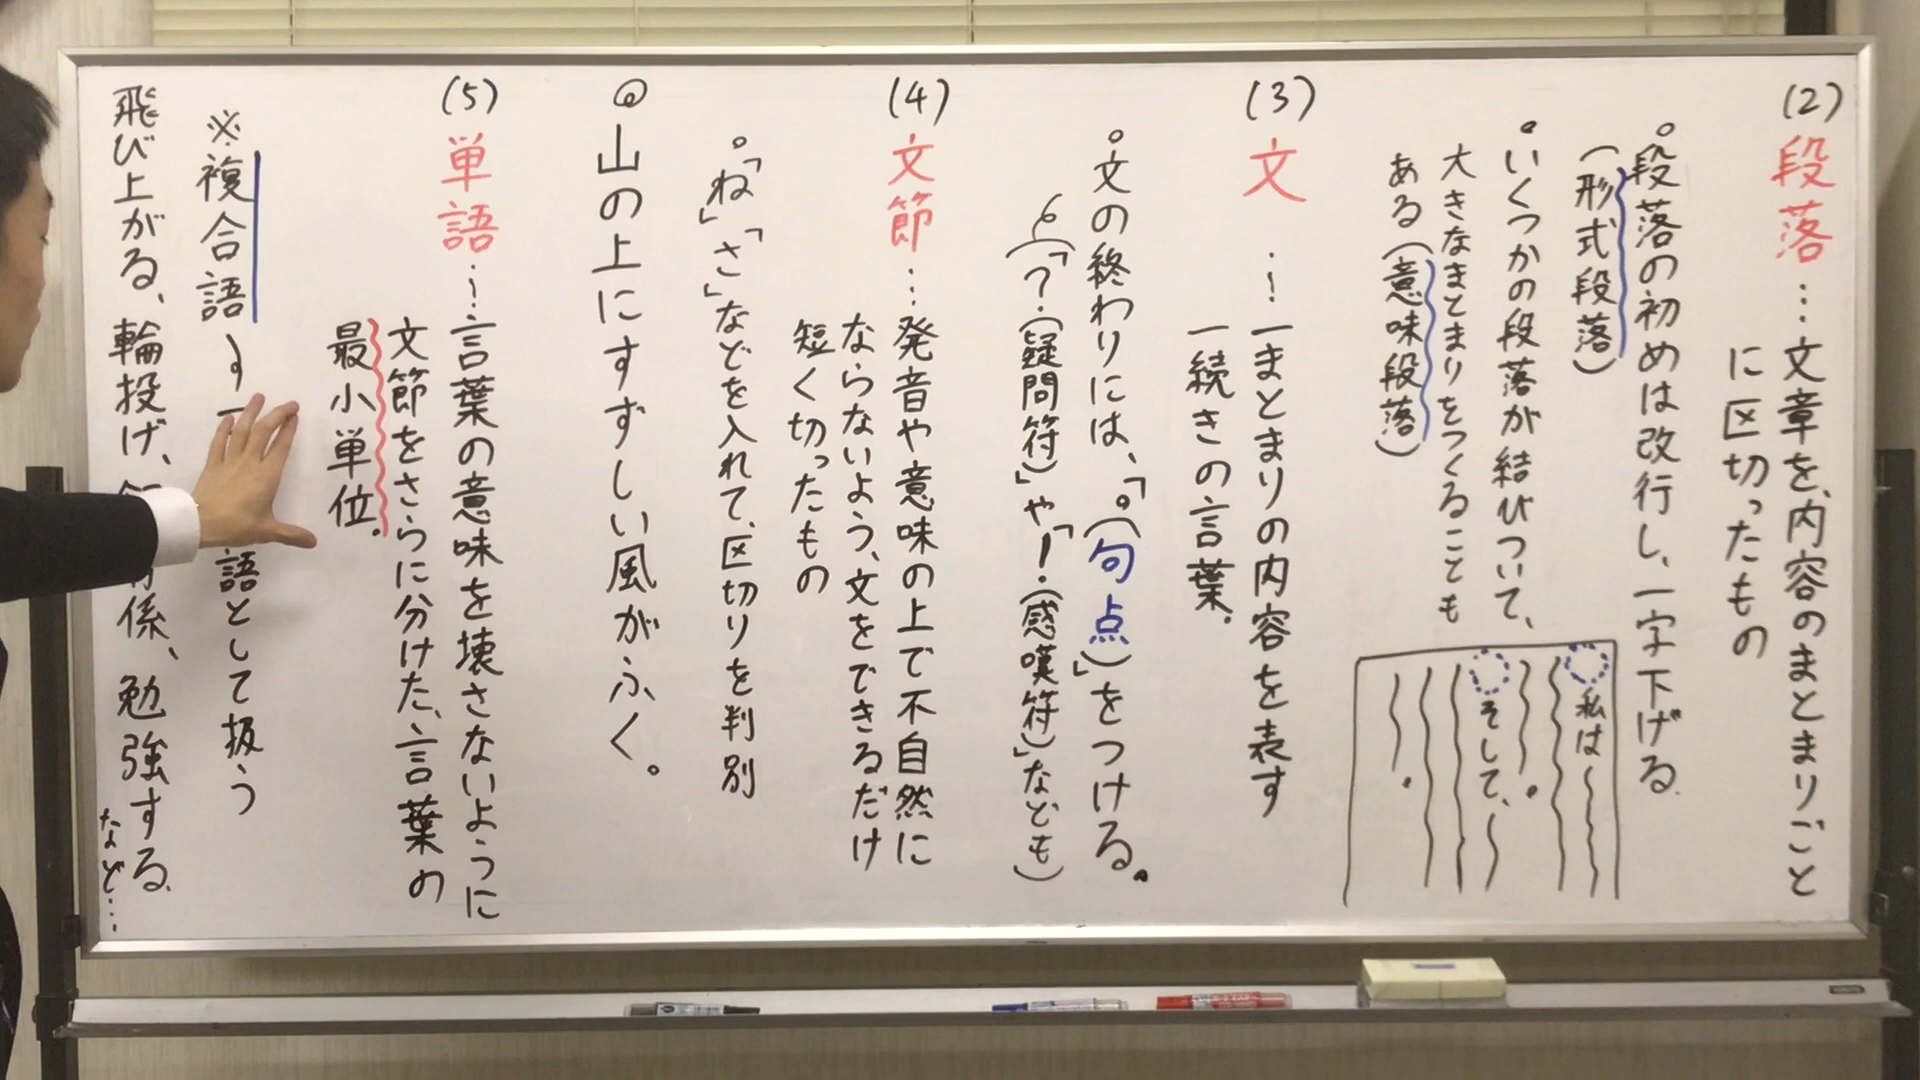 (2)段落…文章を、内容のまとまりごと
に区切ったもの
。段落の初めは改行し、一字下げる。
(形式段落)
・いくつかの段落が結びついて、
大きなまとまりをつくることも
ある(意味段落)
私は
そして、
(3)文…一まとまりの内容を表す
一続きの言葉。
。文の終わりには、「。(句点)」をつける。
(「?・(疑問符)」や「!・(感嘆符)」なども)
(4)文節…発音や意味の上で不自然に
ならないよう、文をできるだけ
短く切ったもの
。「ね」「さ」などを入れて、区切りを判別
山の上にすずしい風がふく。
(5)単語…言葉の意味を壊さないように
文節をさらに分けた、言葉の
最小単位。
※複合語
語として扱う
飛び上がる、輪投げ、
係、勉強する
など…